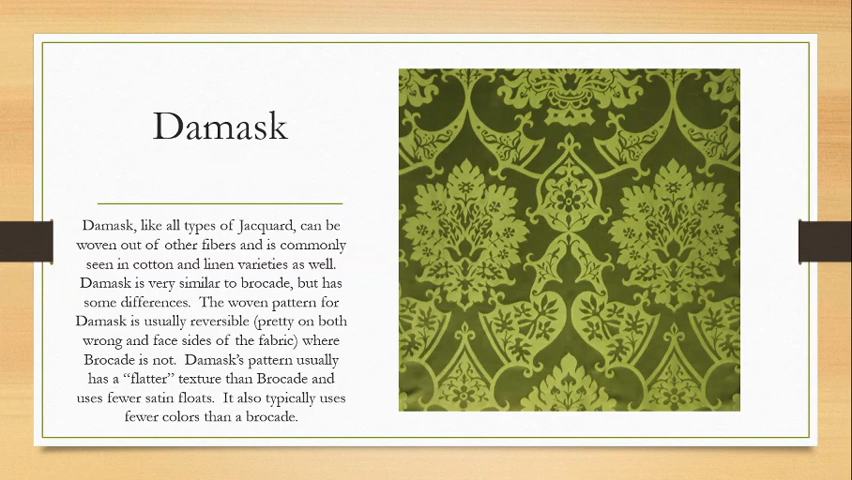 Damask
Damask, like all types of Jacquard, can be
woven out of other fibers and is commonly
seen in cotton and linen varieties as well.
Damask is very similar to brocade, but has
some differences.  The woven pattern for
Damask is usually reversible (pretty on both
wrong and face sides of the fabric) where
Brocade is not.  Damask’s pattern usually
has a “flatter” texture than Brocade and
uses fewer satin floats.  It also typically uses
fewer colors than a brocade.